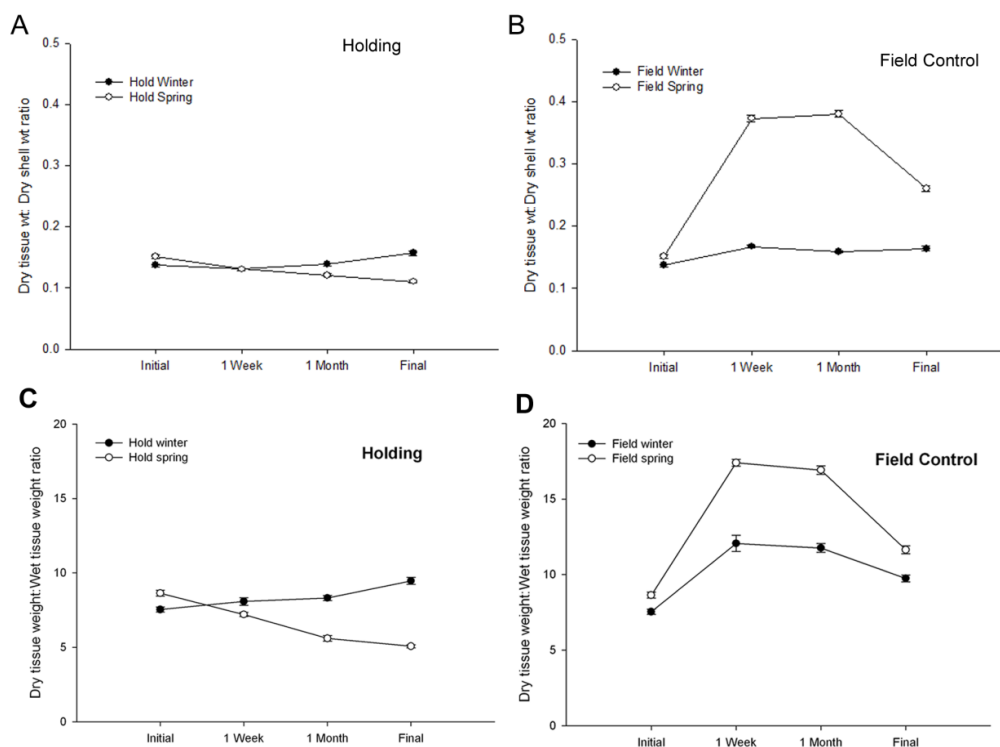 A
Holding
0.5
0.4
0.3
0.2
0.1
0.0
Dry tissue wt: Dry shell wt ratio
Hold Winter
Hold Spring
Initial
1 Week
1 Month
Final
B
Field Control
0.5
0.4
0.3
0.2
0.1
0.0
Dry tissue wt:Dry shell wt ratio
Field Winter
Field Spring
Initial
1 Week
1 Month
Final
C
Holding
20
15
10
5
0
Dry tissue weight:Wet tissue weight ratio
Hold winter
Hold spring
Initial
1 Week
1 Month
Final
D
Field Control
20
15
10
5
0
Dry tissue weight:Wet tissue weight ratio
Field winter
Field spring
Initial
1 Week
1 Month
Final